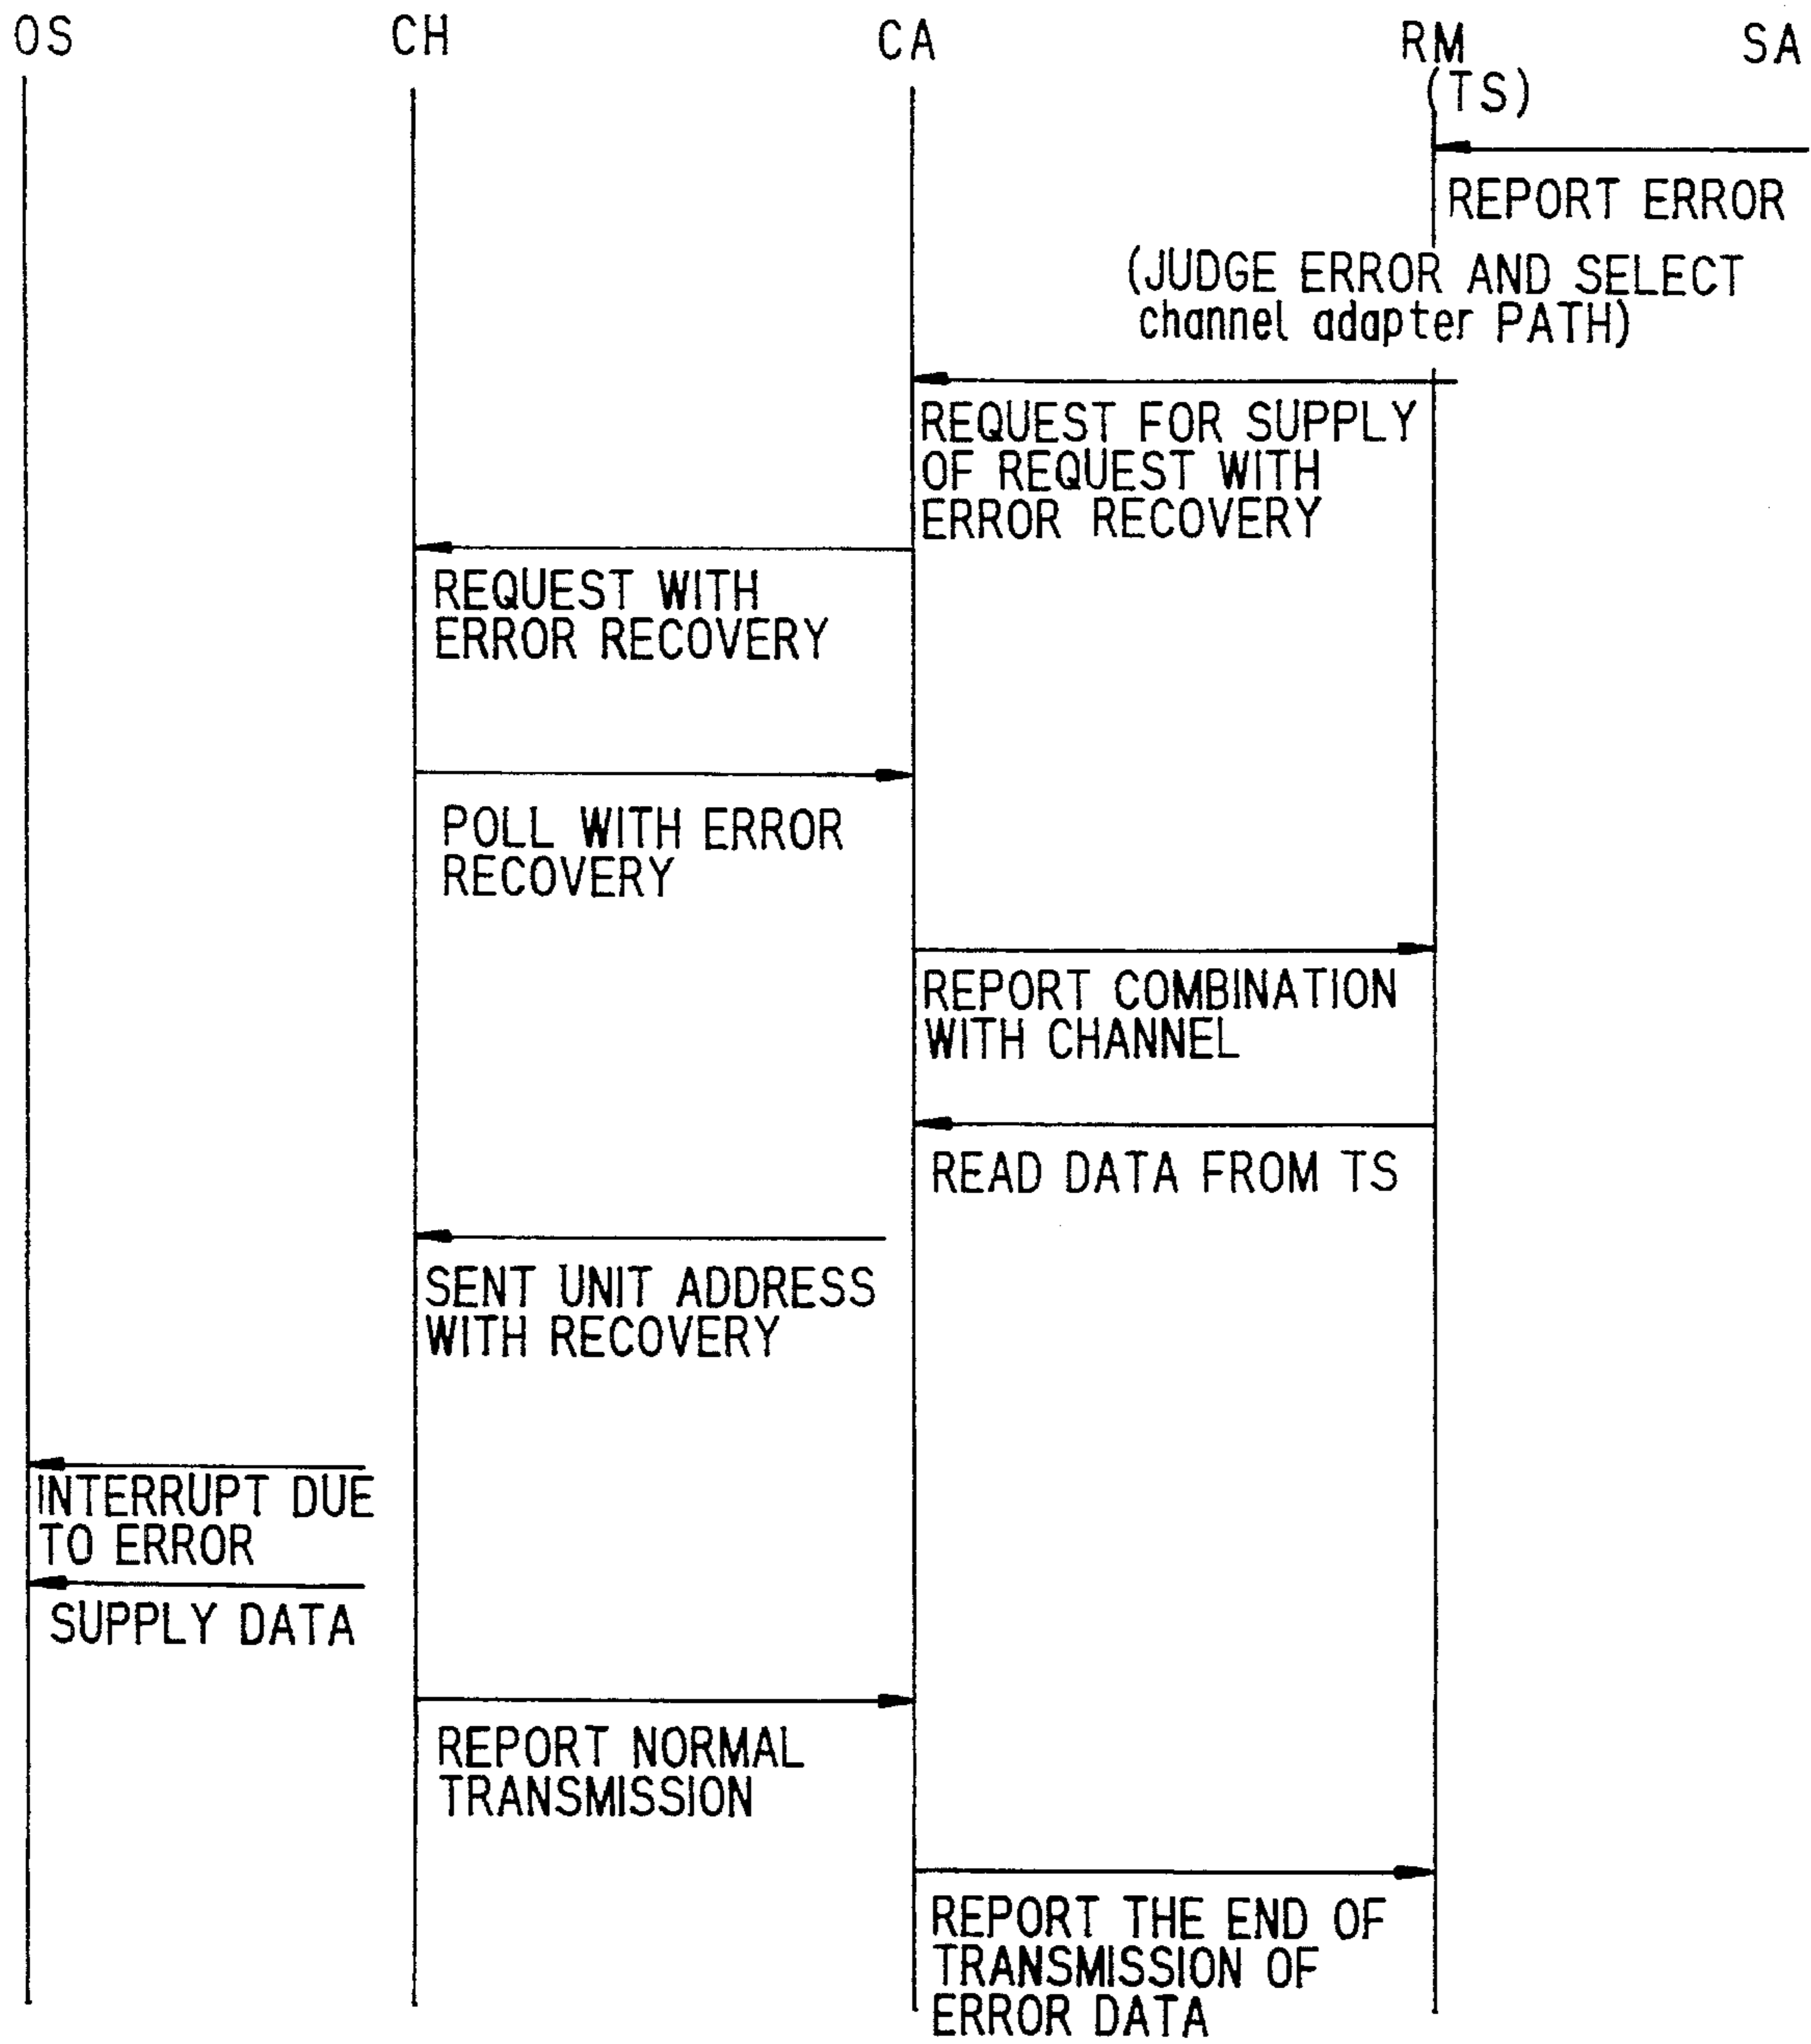 OS CH CA RM SA
(TS)
REPORT ERROR
(JUDGE ERROR AND SELECT
channel adapter PATH)
REQUEST FOR SUPPLY
OF REQUEST WITH
ERROR RECOVERY
REQUEST WITH
ERROR RECOVERY
POLL WITH ERROR
RECOVERY
REPORT COMBINATION
WITH CHANNEL
READ DATA FROM TS
SENT UNIT ADDRESS
WITH RECOVERY
INTERRUPT DUE
TO ERROR
SUPPLY DATA
REPORT NORMAL
TRANSMISSION
REPORT THE END OF
TRANSMISSION OF
ERROR DATA